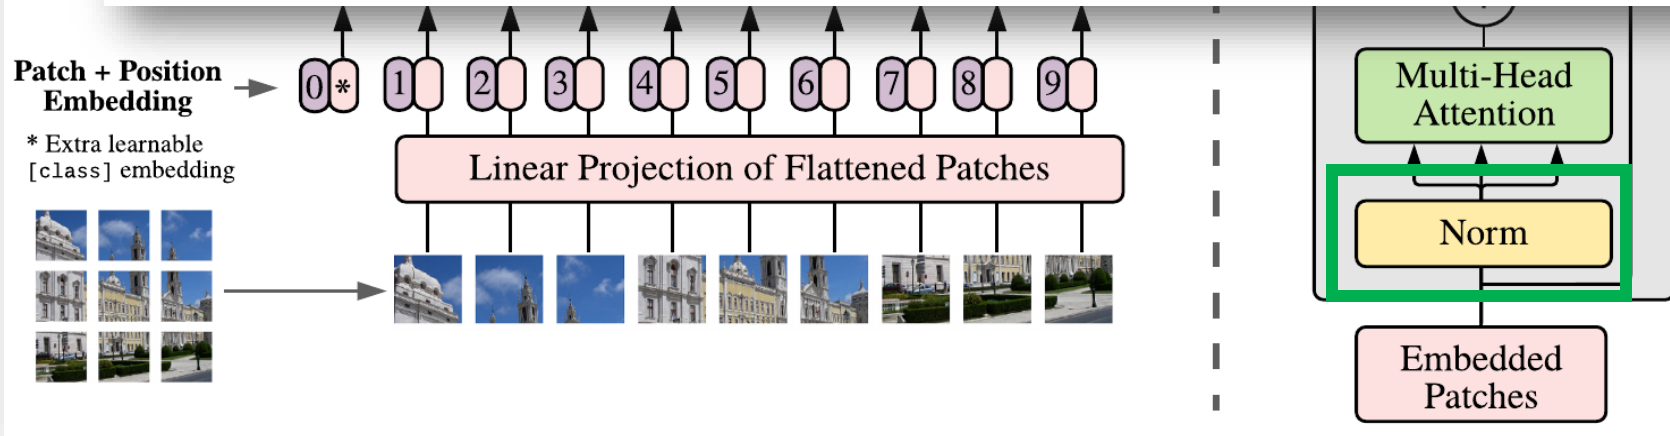 Patch + Position
Embedding
* Extra learnable
[class] embedding
0 * 1 2 3 4 5 6 7 8 9
Linear Projection of Flattened Patches
Multi-Head
Attention
Norm
Embedded
Patches